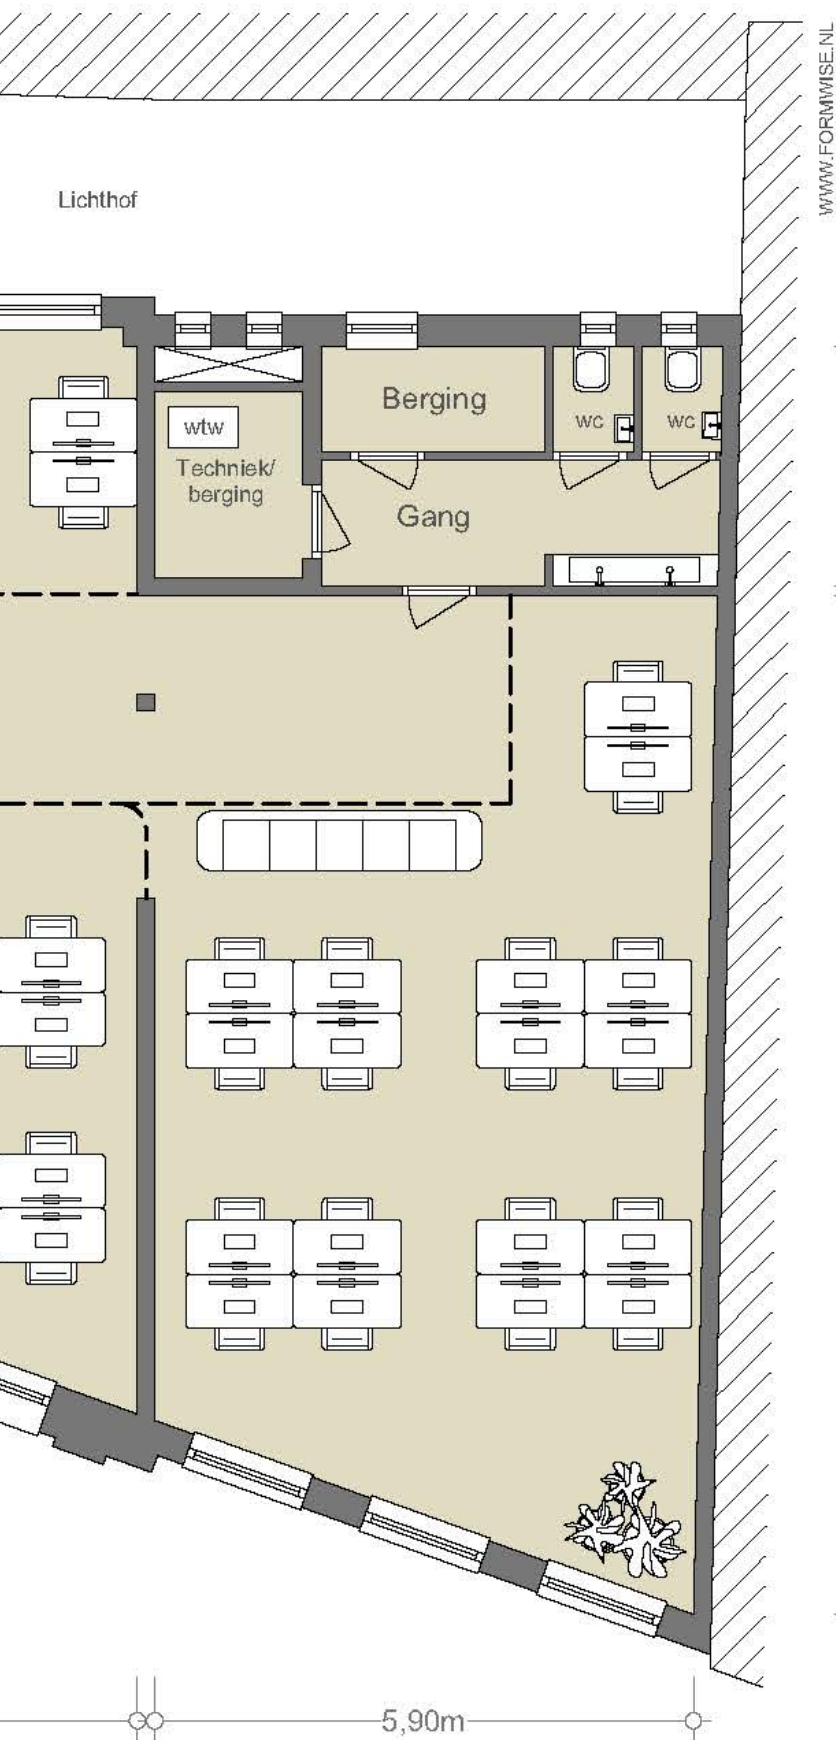 WWW.FORMWISE.NL
Lichthof
Berging
wc
wc
wtw
Techniek/
berging
Gang
5,90m